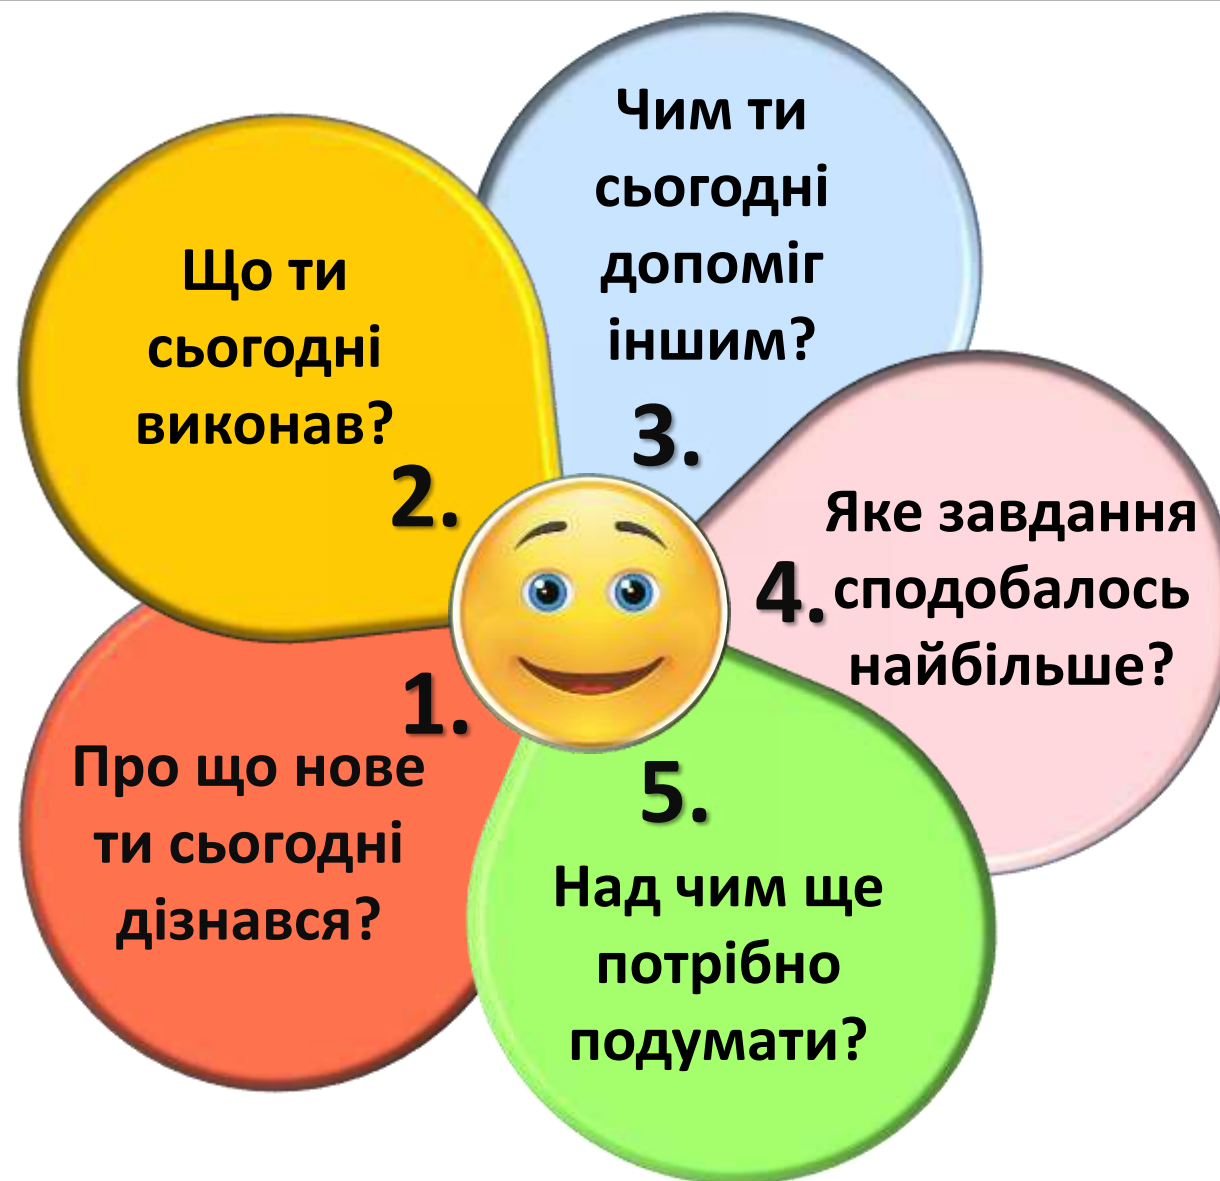 1.
Про що нове
ти сьогодні
дізнався?
Що ти
сьогодні
виконав?
2.
Чим ти
сьогодні
допоміг
іншим?
3.
Яке завдання
4. сподобалось
найбільше?
5.
Над чим ще
потрібно
подумати?